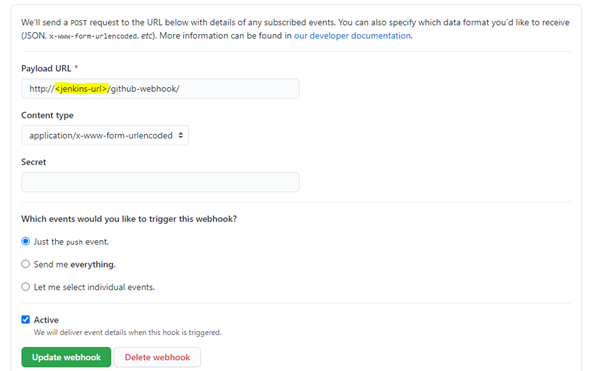 We'll send a POST request to the URL below with details of any subscribed events. You can also specify which data format you'd like to receive
(JSON, x-www-form-urlencoded, etc). More information can be found in our developer documentation.
Payload URL *
http://<jenkins-url>/github-webhook/
Content type
application/x-www-form-urlencoded
Secret
Which events would you like to trigger this webhook?
Just the push event.
Send me everything.
Let me select individual events.
Active
We will deliver event details when this hook is triggered.
Update webhook Delete webhook